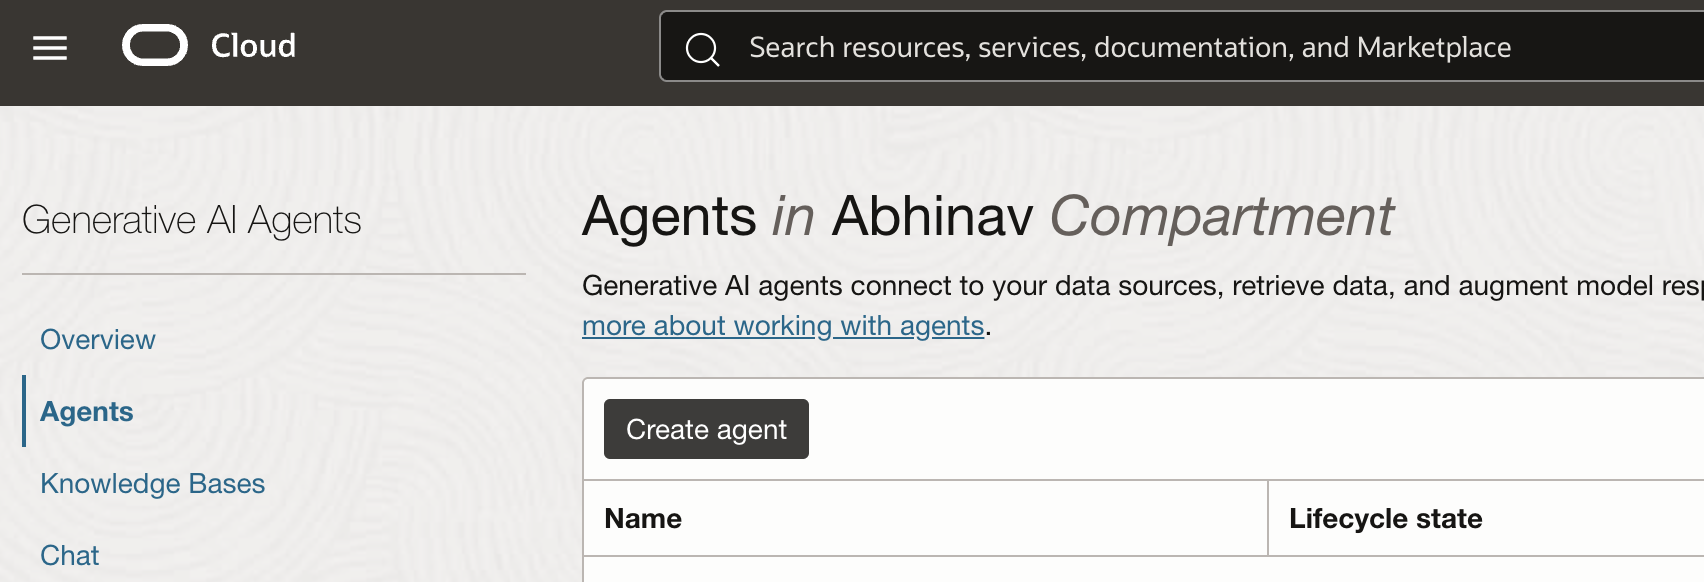 Cloud
Search resources, services, documentation, and Marketplace
Generative AI Agents
Overview
Agents
Knowledge Bases
Chat
Agents in Abhinav Compartment
Generative AI agents connect to your data sources, retrieve data, and augment model
more about working with agents.
Create agent
Name
Lifecycle state